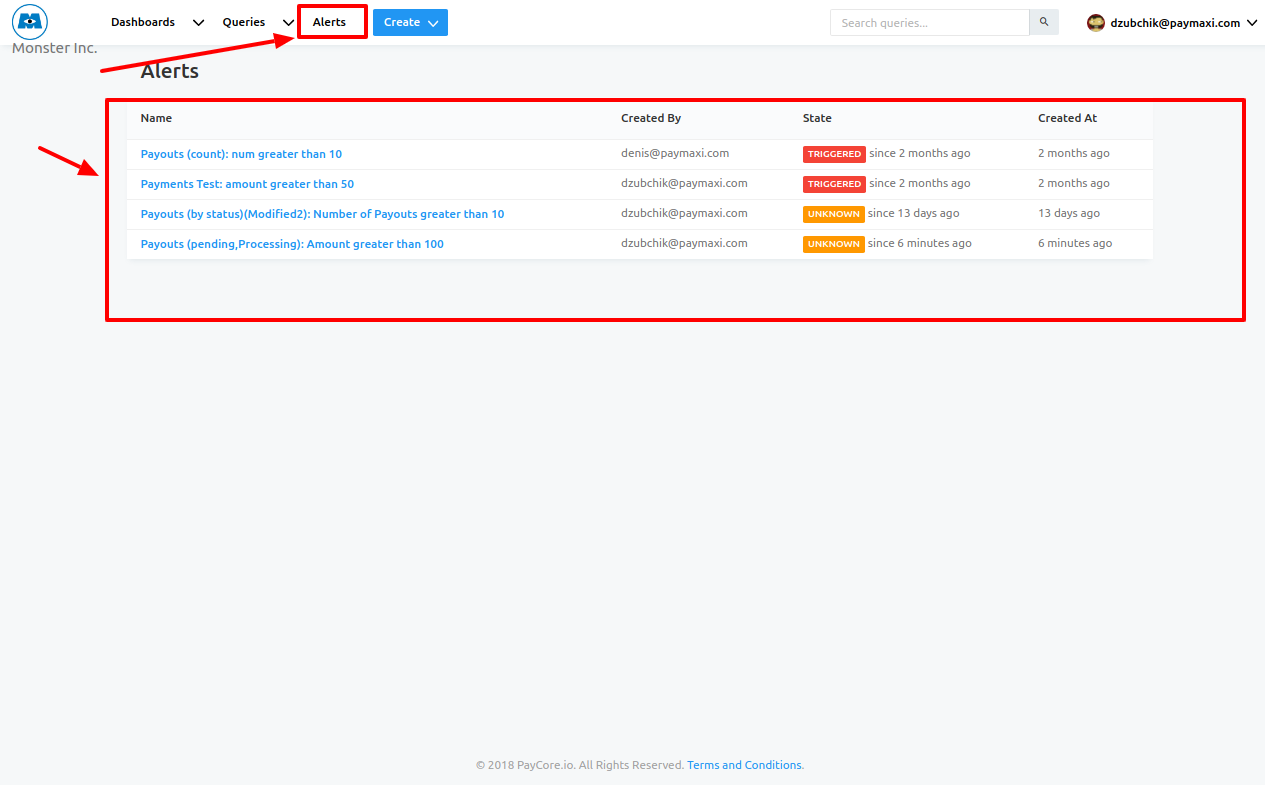 Dashboards Queries Alerts Create Search queries... dzubchik@paymaxi.com
Monster Inc.
Alerts
Name Created By State Created At
Payouts (count): num greater than 10 denis@paymaxi.com TRIGGERED since 2 months ago 2 months ago
Payments Test: amount greater than 50 dzubchik@paymaxi.com TRIGGERED since 2 months ago 2 months ago
Payouts (by status)(Modified2): Number of Payouts greater than 10 dzubchik@paymaxi.com UNKNOWN since 13 days ago 13 days ago
Payouts (pending,Processing): Amount greater than 100 dzubchik@paymaxi.com UNKNOWN since 6 minutes ago 6 minutes ago
© 2018 PayCore.io. All Rights Reserved. Terms and Conditions.